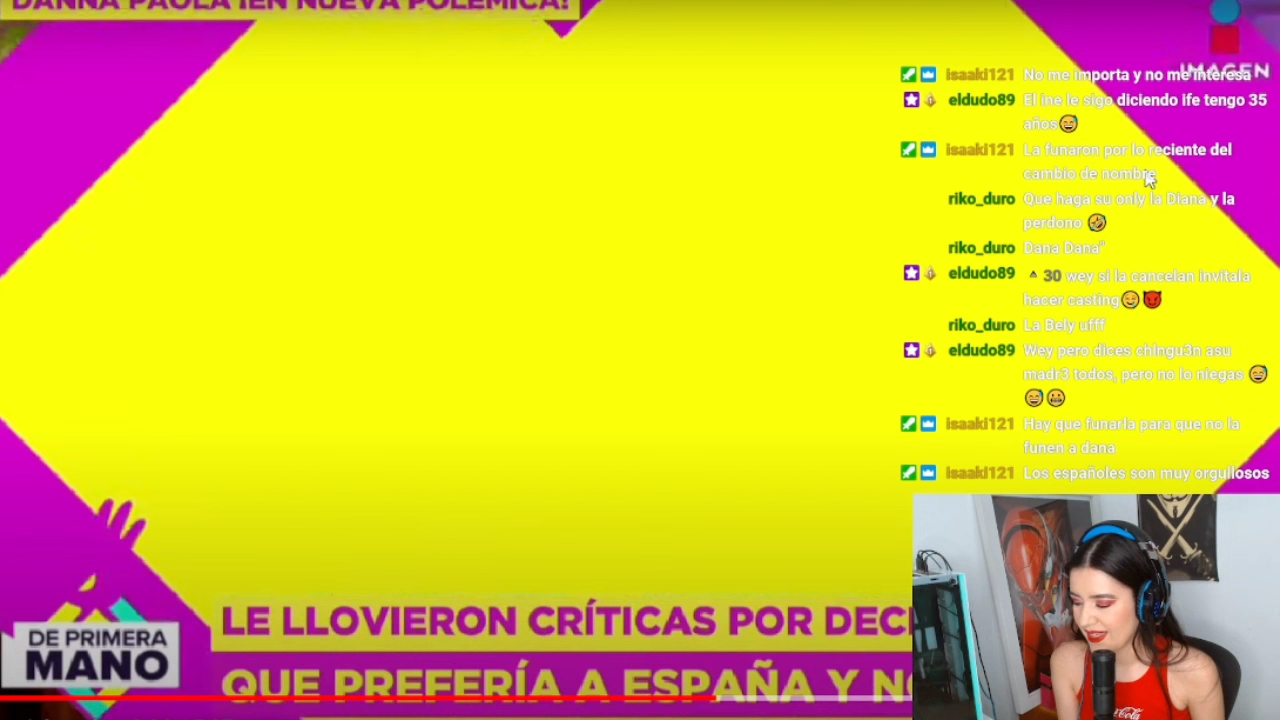 DANNA PAOLA ¡EN NUEVA POLÉMICA!
IMAGEN
isaaki121 No me importa y no me interesa
eldudo89 El ine le sigo diciendo ife tengo 35
años😅
isaaki121 La funaron por lo reciente del
cambio de nombre
riko_duro Que haga su only la Diana y la
perdono 🤣
riko_duro Dana Dana"
eldudo89 30 wey si la cancelan invitala
hacer casting😏😈
riko_duro La Bely ufff
eldudo89 Wey pero dices chingu3n asu
madr3 todos, pero no lo niegas 😅
😅😬
isaaki121 Hay que funarla para que no la
funen a dana
isaaki121 Los españoles son muy orgullosos
DE PRIMERA
MANO
LE LLOVIERON CRÍTICAS POR DECI
QUE PREFERÍA A ESPAÑA Y NO